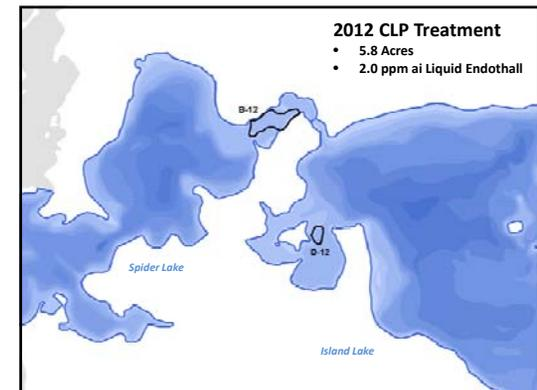 2012 CLP Treatment
• 5.8 Acres
• 2.0 ppm ai Liquid Endothall
B-12
D-12
Spider Lake
Island Lake